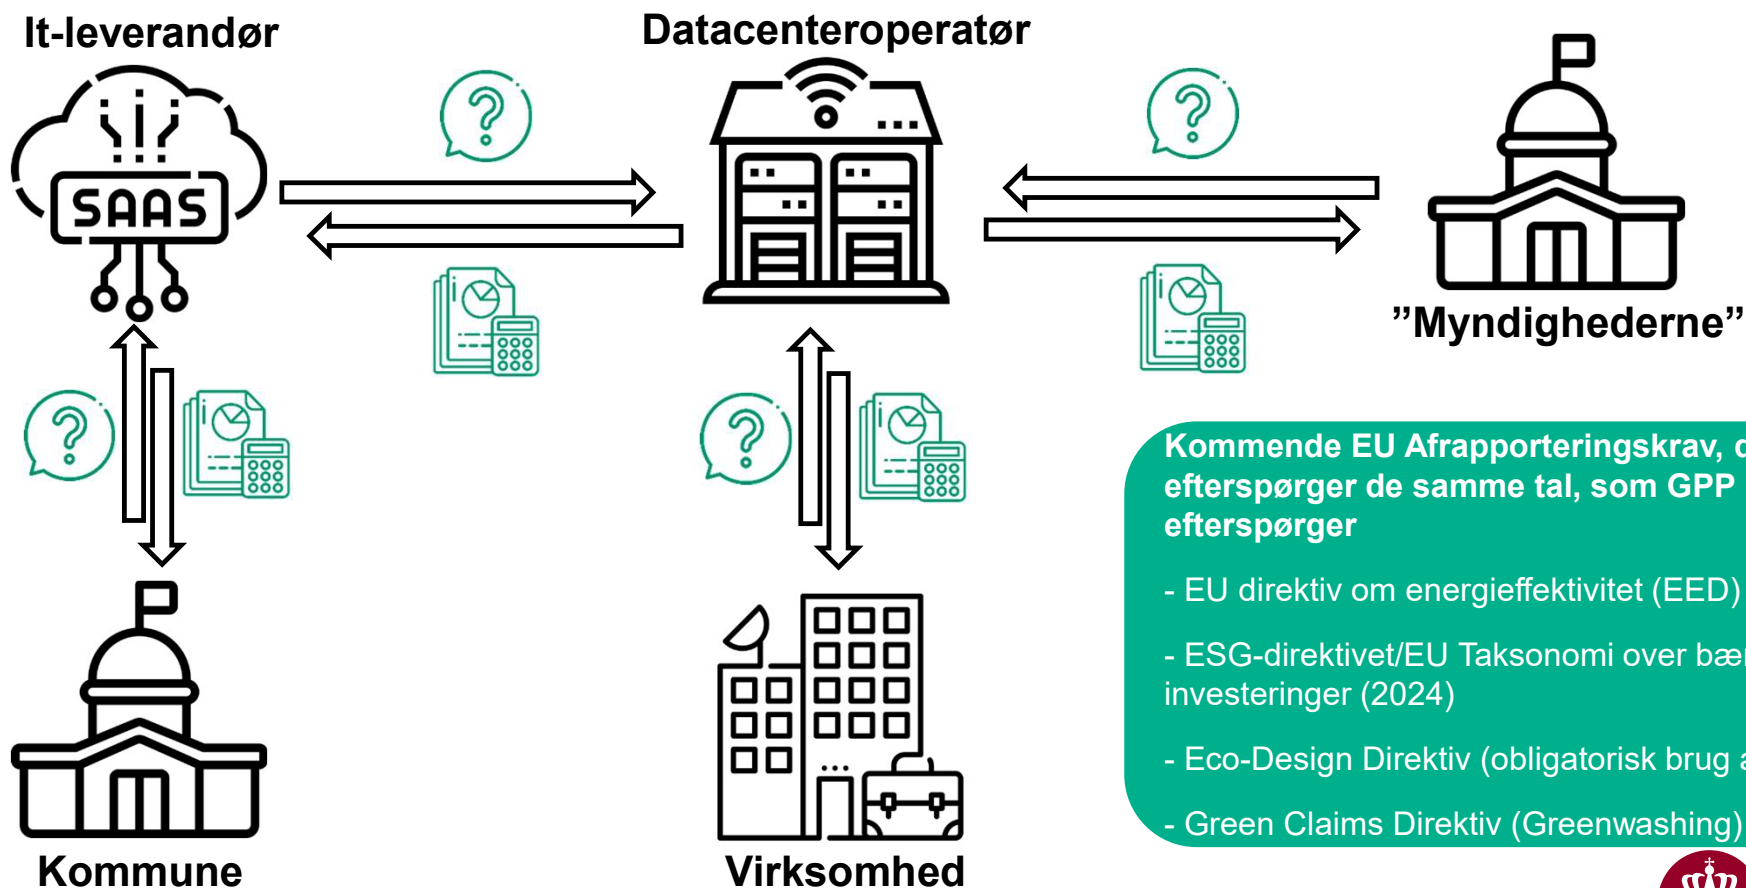 It-leverandør
Datacenteroperatør
SAAS
”Myndighederne”
Kommende EU Afrapporteringskrav,
efterspørger de samme tal, som GPP
efterspørger
- EU direktiv om energieffektivitet (EED)
- ESG-direktivet/EU Taksonomi over
investeringer (2024)
- Eco-Design Direktiv (obligatorisk brug
- Green Claims Direktiv (Greenwashing)
Kommune
Virksomhed